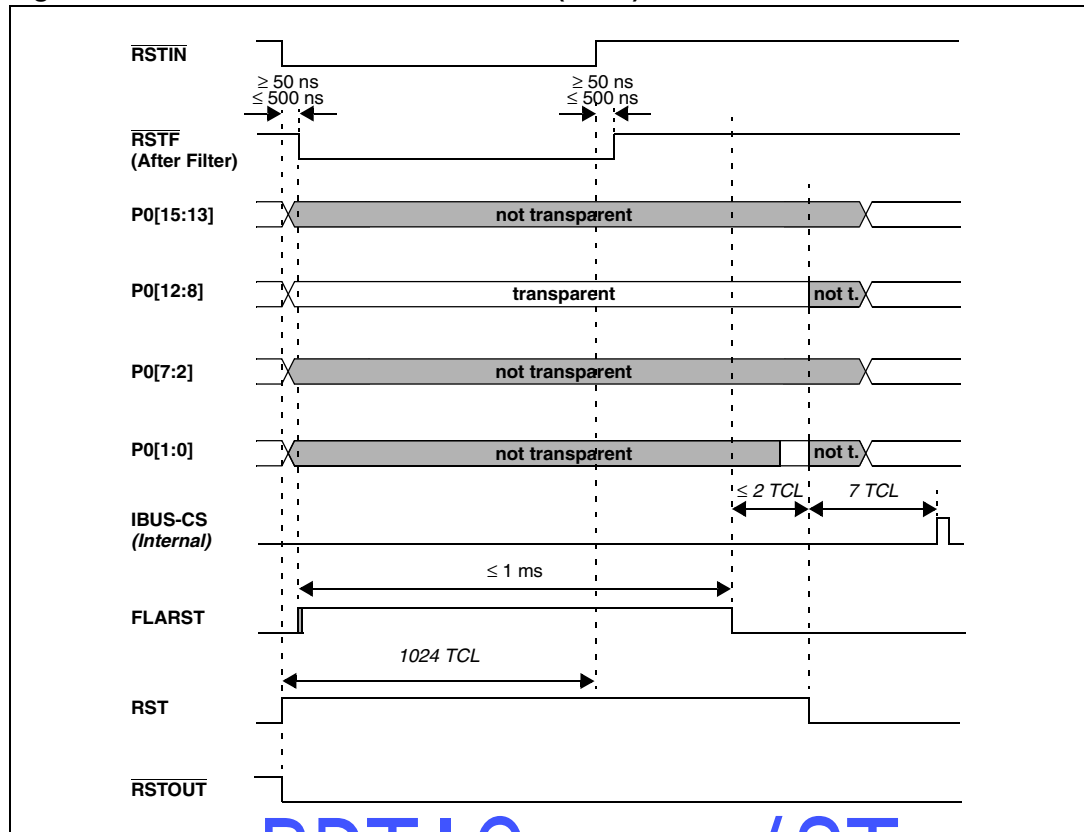 RSTIN
≥ 50 ns ≥ 50 ns
≤ 500 ns ≤ 500 ns
RSTF
(After Filter)
P0[15:13] not transparent
P0[12:8] transparent not t.
P0[7:2] not transparent
P0[1:0] not transparent not t.
≤ 2 TCL 7 TCL
IBUS-CS
(Internal)
≤ 1 ms
FLARST
1024 TCL
RST
RSTOUT